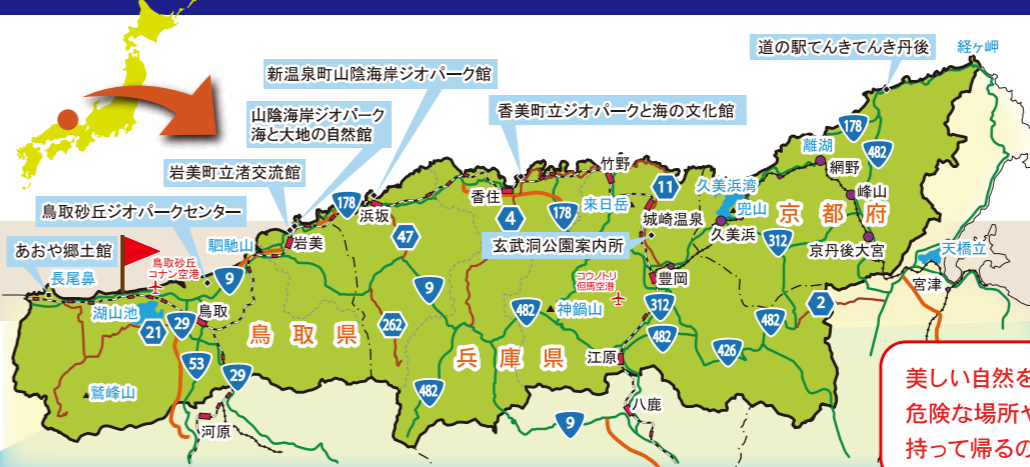 道の駅てんきてんき丹後
経ヶ岬
新温泉町山陰海岸ジオパーク館
山陰海岸ジオパーク
海と大地の自然館
香美町立ジオパークと海の文化館
岩美町立渚交流館
鳥取砂丘ジオパークセンター
あおや郷土館
玄武洞公園案内所
178
482
離湖
網野
峰山
竹野
11
久美浜湾
兜山
京都府
香住
来日岳
城崎温泉
178
浜坂
4
178
久美浜
312
京丹後大宮
天橋立
47
岩美
駟馳山
長尾鼻
鳥取砂丘
コナン空港
9
9
豊岡
コウノトリ
但馬空港
宮津
湖山池
21
29
鳥取
鳥取県
262
482
神鍋山
312
482
482
2
426
兵庫県
江原
53
29
482
鷲峰山
河原
八鹿
9
美しい自然を
危険な場所や
持って帰るの